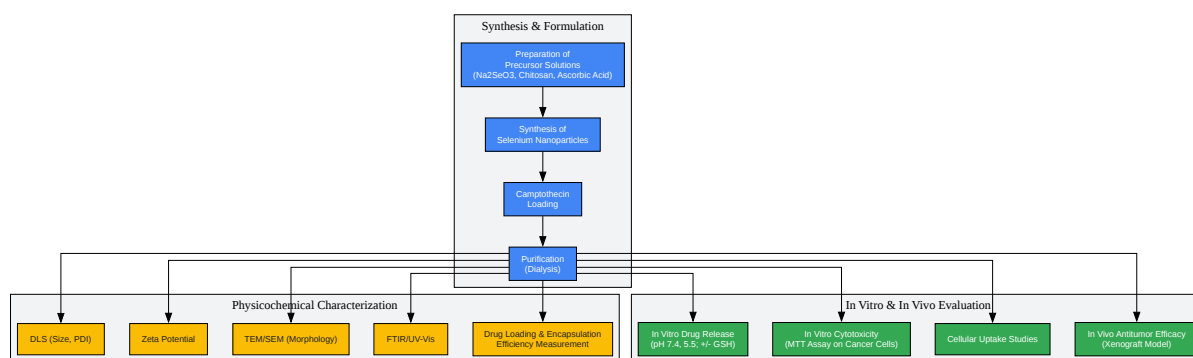 Synthesis & Formulation
Preparation of
Precursor Solutions
(Na2SeO3, Chitosan, Ascorbic Acid)
Synthesis of
Selenium Nanoparticles
Camptothecin
Loading
Purification
(Dialysis)
Physicochemical Characterization
DLS (Size, PDI)
Zeta Potential
TEM/SEM (Morphology)
FTIR/UV-Vis
Drug Loading & Encapsulation
Efficiency Measurement
In Vitro & In Vivo Evaluation
In Vitro Drug Release
(pH 7.4, 5.5; +/- GSH)
In Vitro Cytotoxicity
(MTT Assay on Cancer Cells)
Cellular Uptake Studies
In Vivo Antitumor Efficacy
(Xenograft Model)